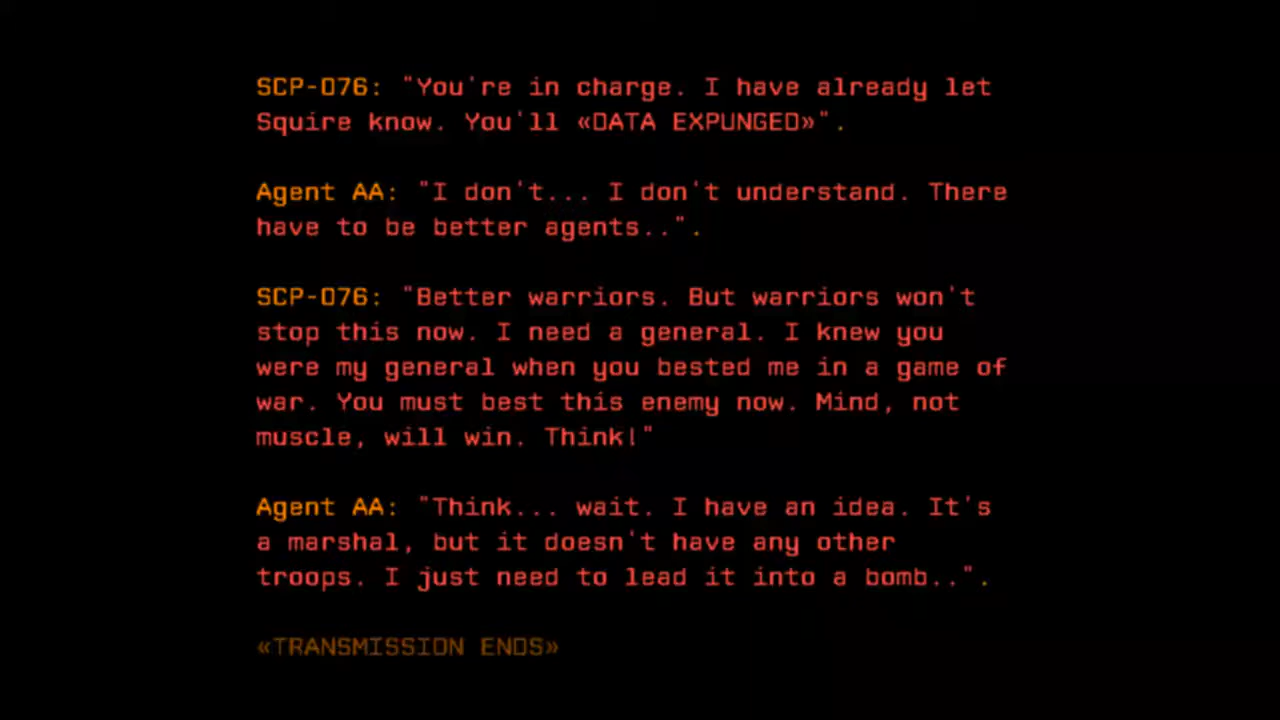 SCP-076: "You're in charge. I have already let
Squire know. You'll «DATA EXPUNGED»".
Agent AA: "I don't... I don't understand. There
have to be better agents..".
SCP-076: "Better warriors. But warriors won't
stop this now. I need a general. I knew you
were my general when you bested me in a game of
war. You must best this enemy now. Mind, not
muscle, will win. Think!"
Agent AA: "Think... wait. I have an idea. It's
a marshal, but it doesn't have any other
troops. I just need to lead it into a bomb..".
«TRANSMISSION ENDS»